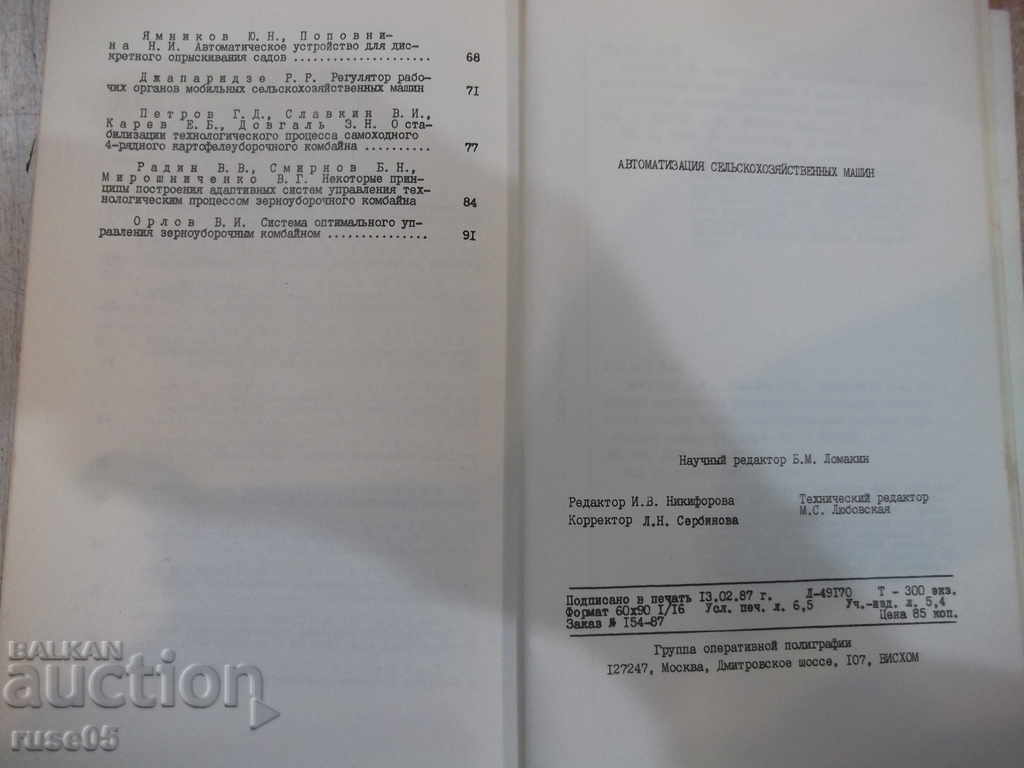 Ямников Ю.Н., Поповни-
на Н.И. Автоматическое устройство для дис-
кретного опрыскивания садов ..................... 68
Джапаридзе Р.Р. Регулятор рабо-
чих органов мобильных сельскохозяйственных машин 71
Петров Г.Д., Славкин В.И.,
Карев Е.Б., Довгаль З.Н. О ста-
билизации технологического процесса самоходного
4-рядного картофелеуборочного комбайна .......... 77
Радин В.В., Смирнов Б.Н.,
Мирошниченко В.Г. Некоторые прин-
ципы построения адаптивных систем управления тех-
нологическим процессом зерноуборочного комбайна 84
Орлов В.И. Система оптимального уп-
равления зерноуборочным комбайном ............... 91
АВТОМАТИЗАЦИЯ СЕЛЬСКОХОЗЯЙСТВЕННЫХ МАШИН
Научный редактор Б.М. Ломакин
Редактор И.В. Никифорова
Корректор Л.Н. Сербинова
Технический редактор
М.С. Любовская
Подписано в печать 13.02.87 г. Л-49170 Т - 300 экз.
Формат 60x90 I/I6 Усл. печ. л. 6,5 Уч.-изд. л. 5,4
Заказ № 154-87 Цена 85 коп.
Группа оперативной полиграфии
127247, Москва, Дмитровское шоссе, 107, ВИСХОМ
BALKAN
auction
ruse05